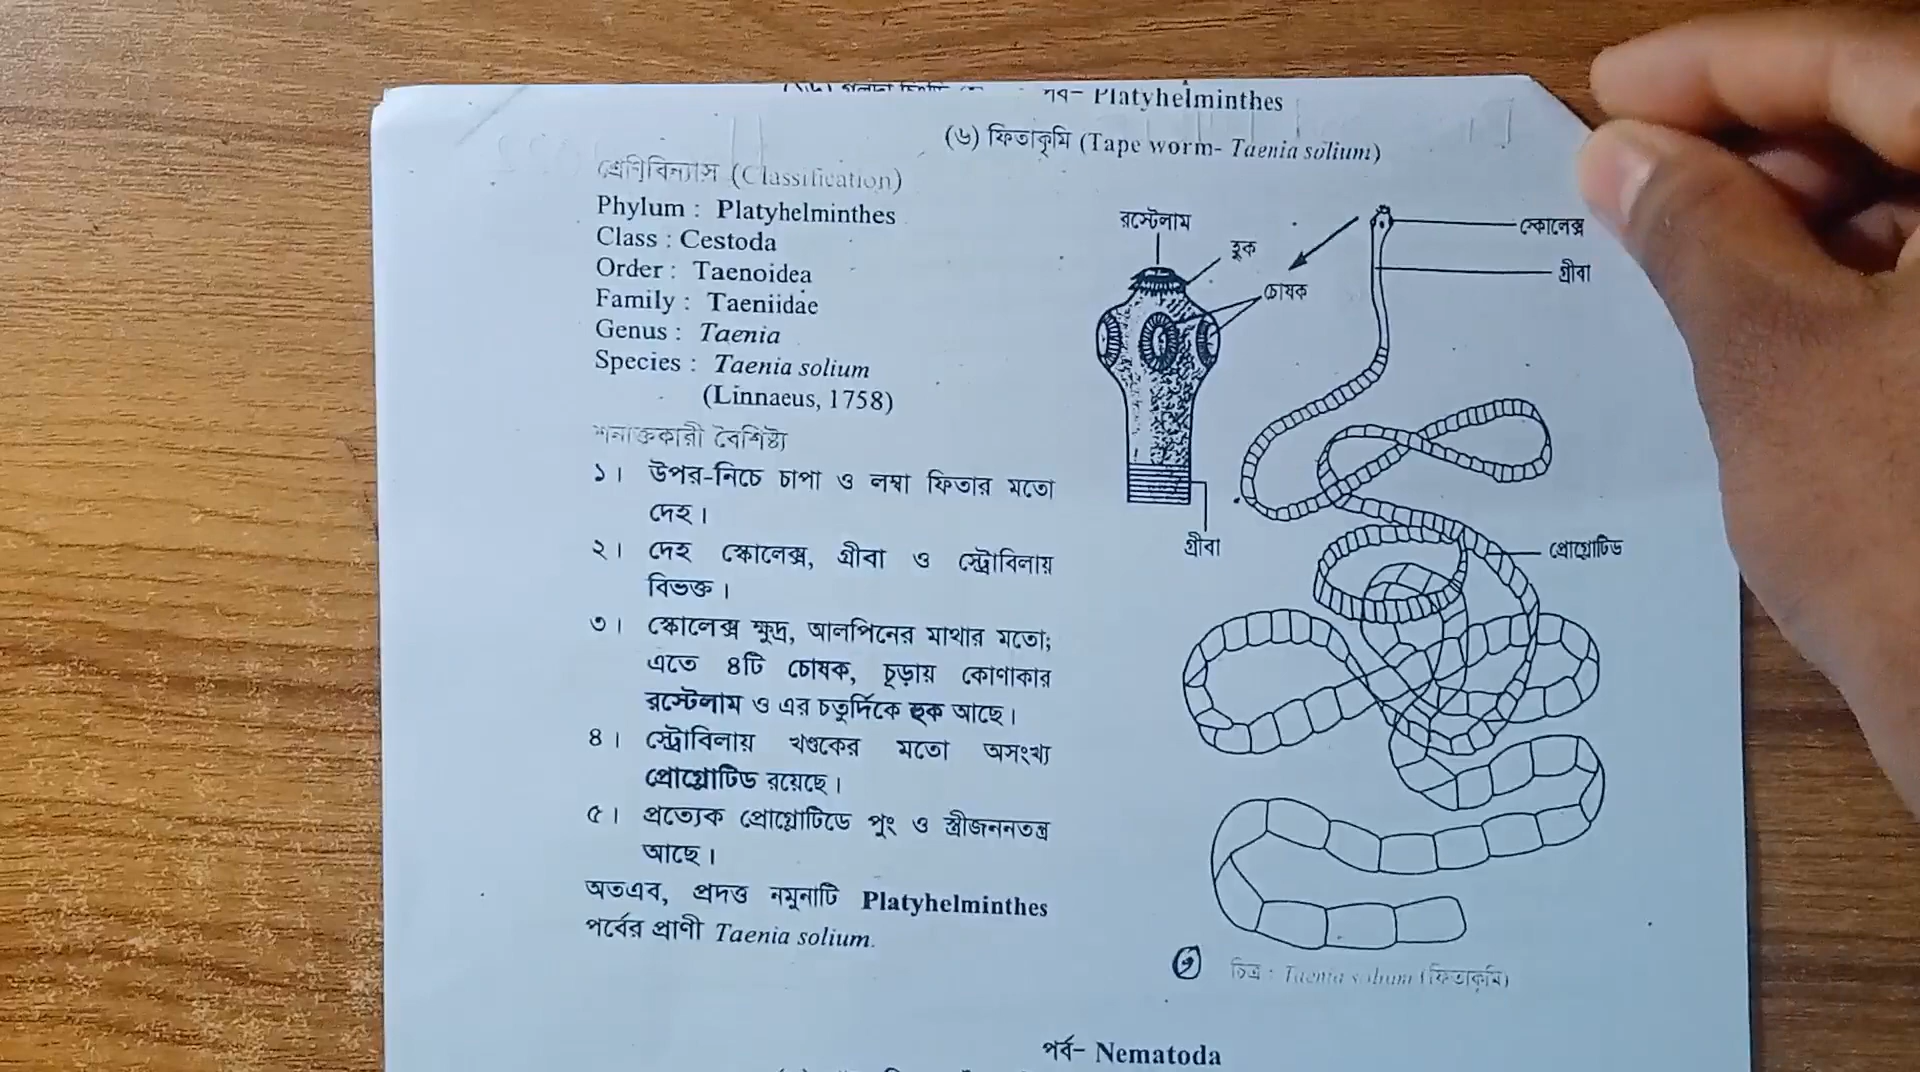 পর্ব– Platyhelminthes
(৬) ফিতাকৃমি (Tape worm- Taenia solium)
শ্রেণিবিন্যাস (Classification)
Phylum : Platyhelminthes
Class : Cestoda
Order : Taenoidea
Family : Taeniidae
Genus : Taenia
Species : Taenia solium
(Linnaeus, 1758)
শনাক্তকারী বৈশিষ্ট্য
১। উপর-নিচে চাপা ও লম্বা ফিতার মতো
দেহ।
২। দেহ স্কোলেক্স, গ্রীবা ও স্ট্রোবিলায়
বিভক্ত।
৩। স্কোলেক্স ক্ষুদ্র, আলপিনের মাথার মতো;
এতে ৪টি চোষক, চূড়ায় কোণাকার
রস্টেলাম ও এর চতুর্দিকে হুক আছে।
৪। স্ট্রোবিলায় খণ্ডকের মতো অসংখ্য
প্রোগ্লোটিড রয়েছে।
৫। প্রত্যেক প্রোগ্লোটিডে পুং ও স্ত্রীজননতন্ত্র
আছে।
অতএব, প্রদত্ত নমুনাটি Platyhelminthes
পর্বের প্রাণী Taenia solium.
রস্টেলাম
হুক
চোষক
গ্রীবা
স্কোলেক্স
গ্রীবা
প্রোগ্লোটিড
চিত্র : Taenia solium (ফিতাকৃমি)
পর্ব– Nematoda